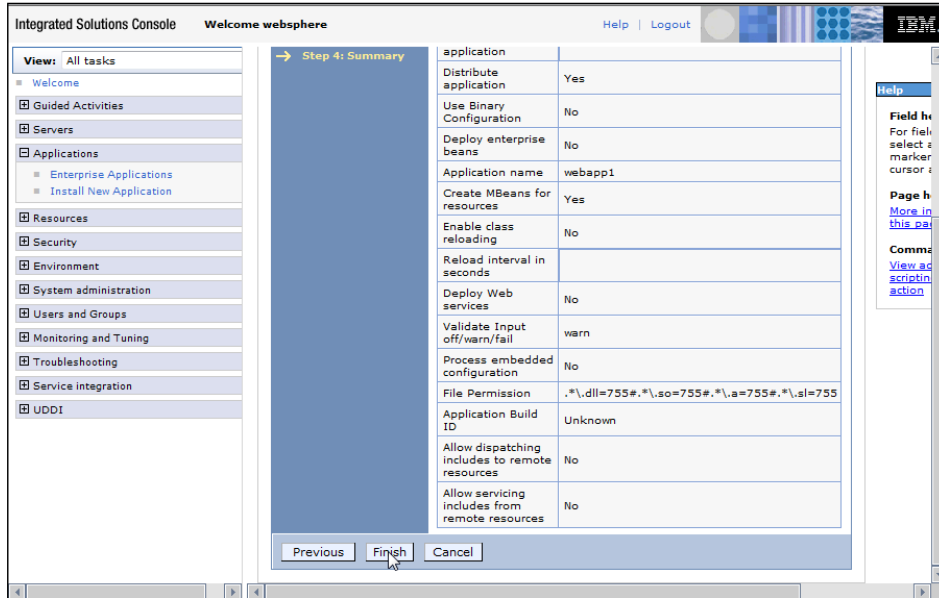 Integrated Solutions Console Welcome websphere Help | Logout IBM.
View: All tasks
Welcome
Guided Activities
Servers
Applications
Enterprise Applications
Install New Application
Resources
Security
Environment
System administration
Users and Groups
Monitoring and Tuning
Troubleshooting
Service integration
UDDI
Step 4: Summary
application
Distribute
application
Yes
Use Binary
Configuration
No
Deploy enterprise
beans
No
Application name webapp1
Create MBeans for
resources
Yes
Enable class
reloading
No
Reload interval in
seconds
Deploy Web
services
No
Validate Input
off/warn/fail
warn
Process embedded
configuration
No
File Permission .*\.dll=755#.*\.so=755#.*\.a=755#.*\.sl=755
Application Build
ID
Unknown
Allow dispatching
includes to remote
resources
No
Allow servicing
includes from
remote resources
No
Previous Finish Cancel
Help
Field he
For fiel
select a
marker
cursor a
Page h
More in
this pa
Comma
View ad
scriptin
action